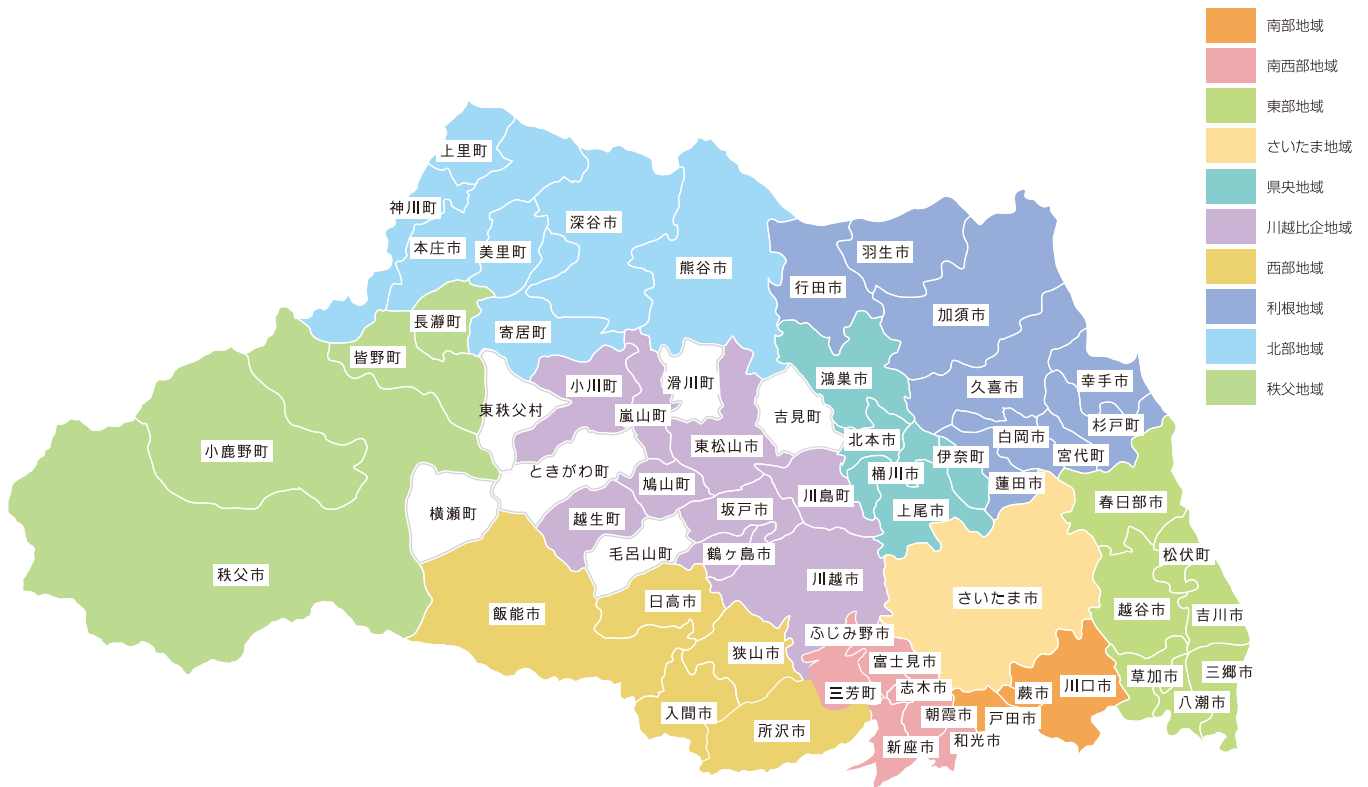 南部地域
南西部地域
東部地域
さいたま地域
県央地域
川越比企地域
西部地域
利根地域
北部地域
秩父地域
上里町
神川町
本庄市
美里町
深谷市
熊谷市
行田市
羽生市
加須市
長瀞町
皆野町
寄居町
小川町
滑川町
鴻巣市
久喜市
幸手市
東秩父村
嵐山町
吉見町
杉戸町
小鹿野町
東松山市
北本市
白岡市
伊奈町
宮代町
ときがわ町
鳩山町
桶川市
蓮田市
川島町
横瀬町
越生町
坂戸市
上尾市
春日部市
毛呂山町
鶴ヶ島市
松伏町
秩父市
川越市
日高市
さいたま市
飯能市
越谷市
吉川市
ふじみ野市
狭山市
富士見市
三郷市
草加市
志木市
三芳町
蕨市
川口市
八潮市
入間市
朝霞市
戸田市
所沢市
新座市
和光市